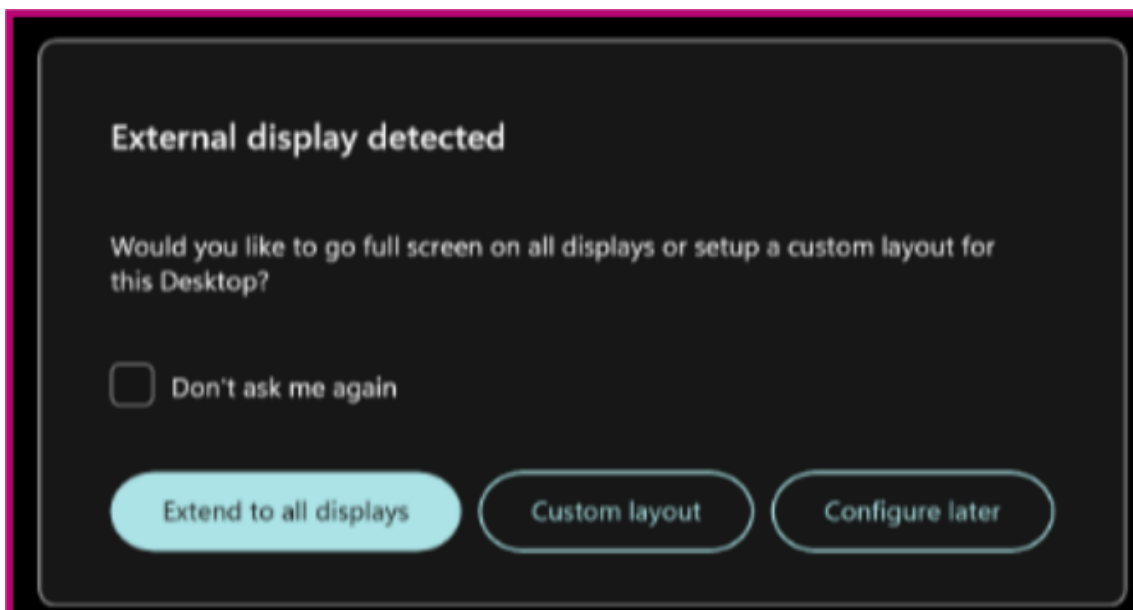 External display detected
Would you like to go full screen on all displays or setup a custom layout for
this Desktop?
Don't ask me again
Extend to all displays
Custom layout
Configure later